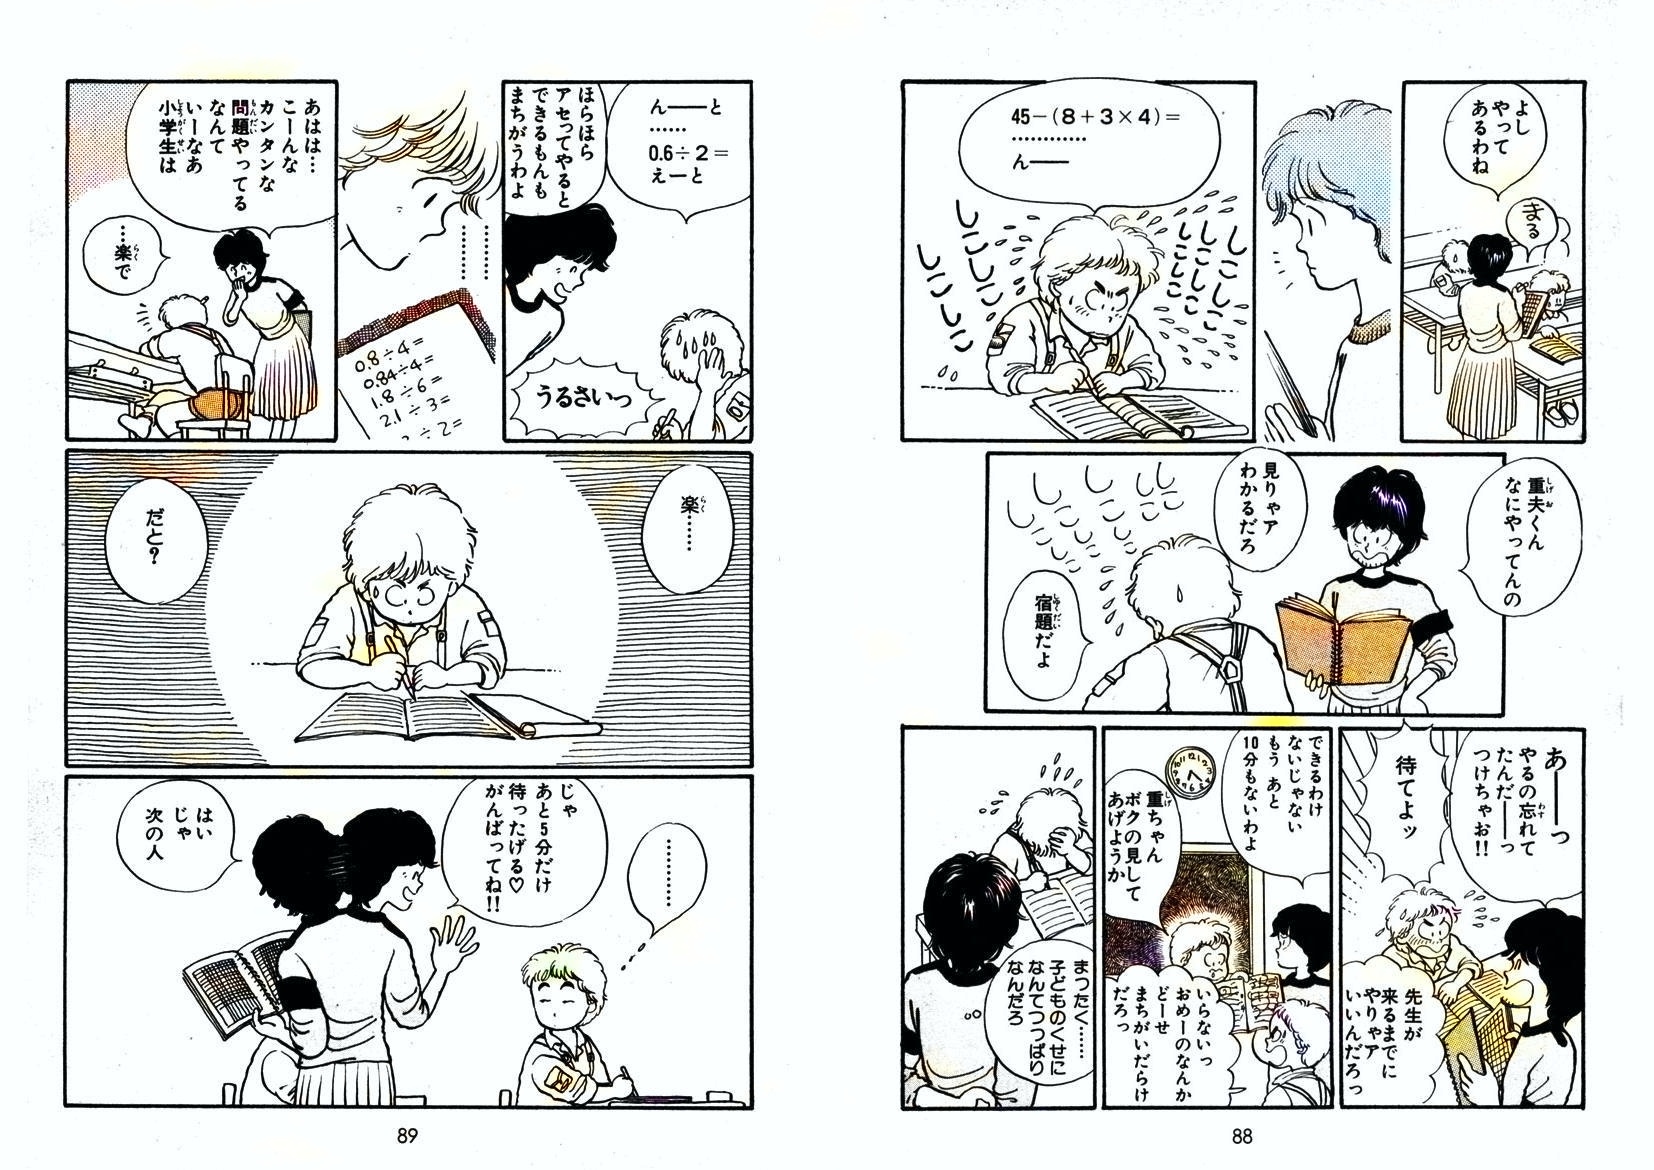 よし
やって
あるわね
まる
45−(8＋3×4)＝
…………
ん――
しこしこ
しこしこ
しこしこ
しこしこ
しこしこ
重夫くん
なにやってんの
見りゃア
わかるだろ
宿題だよ
あ――っ
やるの忘れて
たんだ――っ
つけちゃお!!
待てよッ
先生が
来るまでに
やりゃア
いいんだろっ
できるわけ
ないじゃない
もう あと
10分もないわよ
重ちゃん
ボクの見して
あげようか
いらないっ
おめーのなんか
どーせ
まちがいだらけ
だろっ
まったく……
子どものくせに
なんてつっぱり
なんだろ
88
ん――と
……
0.6÷2＝
えーと
ほらほら
アセってやると
できるもんも
まちがうわよ
うるさいっ
…………
0.8÷4=
0.84÷4=
1.8÷6=
2.1÷3=
÷2=
あはは…
こーんな
カンタンな
問題やってる
なんて
いーなあ
小学生は
…楽で
楽……
だと？
………
じゃ
あと5分だけ
待ったげる♡
がんばってね!!
はい
じゃ
次の人
89